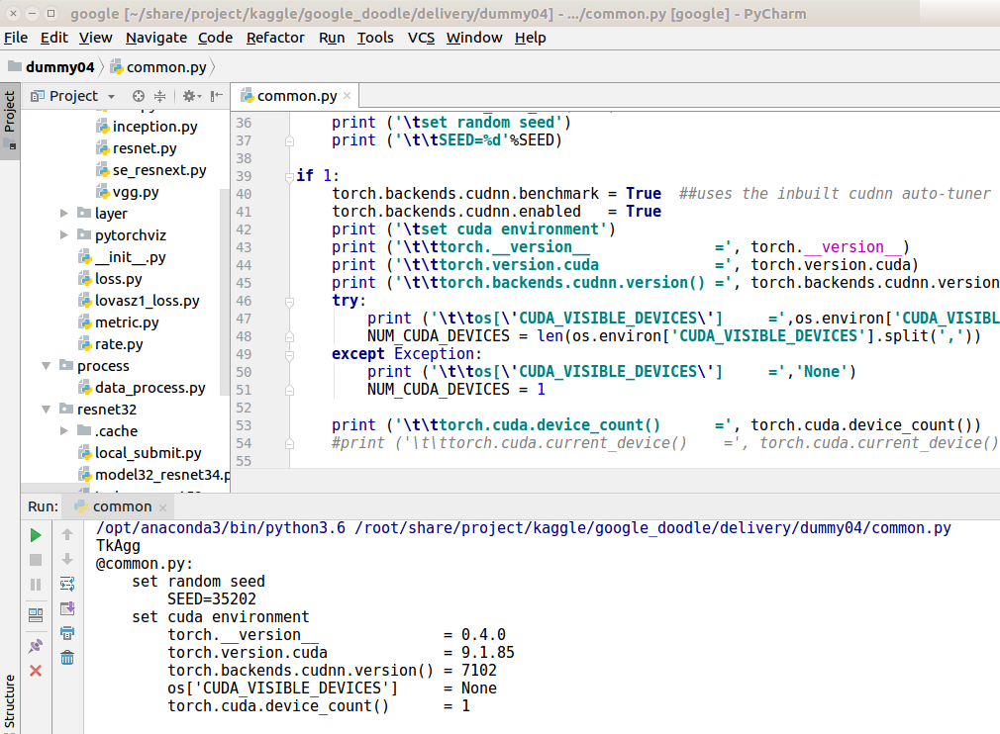 google [~/share/project/kaggle/google_doodle/delivery/dummy04] - .../common.py [google] - PyCharm
File Edit View Navigate Code Refactor Run Tools VCS Window Help
dummy04 common.py
Project
Project
common.py
inception.py
resnet.py
se_resnext.py
vgg.py
layer
pytorchviz
__init__.py
loss.py
lovasz1_loss.py
metric.py
rate.py
process
data_process.py
resnet32
.cache
local_submit.py
model32_resnet34.p
36 print ('\tset random seed')
37 print ('\t\tSEED=%d'%SEED)
38
39 if 1:
40 torch.backends.cudnn.benchmark = True ##uses the inbuilt cudnn auto-tuner
41 torch.backends.cudnn.enabled = True
42 print ('\tset cuda environment')
43 print ('\t\ttorch.__version__ =', torch.__version__)
44 print ('\t\ttorch.version.cuda =', torch.version.cuda)
45 print ('\t\ttorch.backends.cudnn.version() =', torch.backends.cudnn.version
46 try:
47 print ('\t\tos[\'CUDA_VISIBLE_DEVICES\'] =',os.environ['CUDA_VISIBL
48 NUM_CUDA_DEVICES = len(os.environ['CUDA_VISIBLE_DEVICES'].split(','))
49 except Exception:
50 print ('\t\tos[\'CUDA_VISIBLE_DEVICES\'] =','None')
51 NUM_CUDA_DEVICES = 1
52
53 print ('\t\ttorch.cuda.device_count() =', torch.cuda.device_count())
54 #print ('\t\ttorch.cuda.current_device() =', torch.cuda.current_device()
55
Run: common
/opt/anaconda3/bin/python3.6 /root/share/project/kaggle/google_doodle/delivery/dummy04/common.py
TkAgg
@common.py:
set random seed
SEED=35202
set cuda environment
torch.__version__ = 0.4.0
torch.version.cuda = 9.1.85
torch.backends.cudnn.version() = 7102
os['CUDA_VISIBLE_DEVICES'] = None
torch.cuda.device_count() = 1
Structure